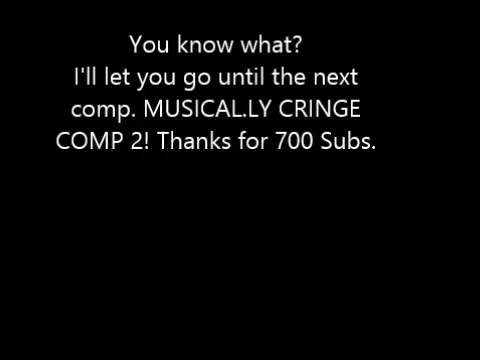 You know what?
I'll let you go until the next
comp. MUSICAL.LY CRINGE
COMP 2! Thanks for 700 Subs.